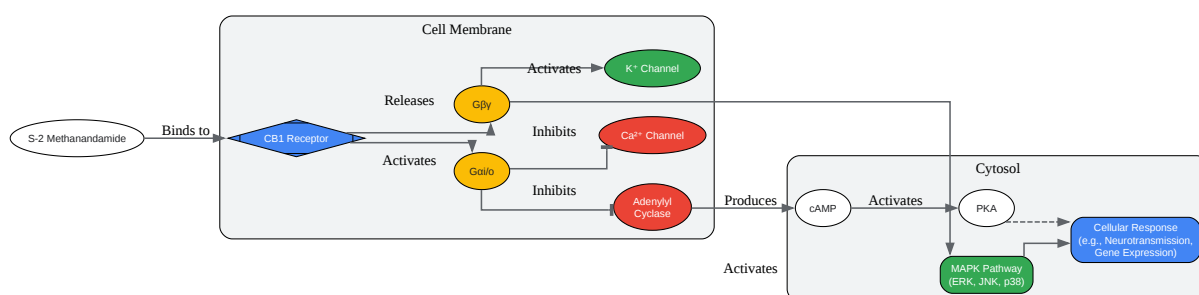 Cell Membrane
Activates
K⁺ Channel
Releases
Gβγ
S-2 Methanandamide
Binds to
CB1 Receptor
Inhibits
Ca²⁺ Channel
Activates
Gαi/o
Inhibits
Adenylyl
Cyclase
Produces
Cytosol
cAMP
Activates
PKA
Cellular Response
(e.g., Neurotransmission,
Gene Expression)
Activates
MAPK Pathway
(ERK, JNK, p38)